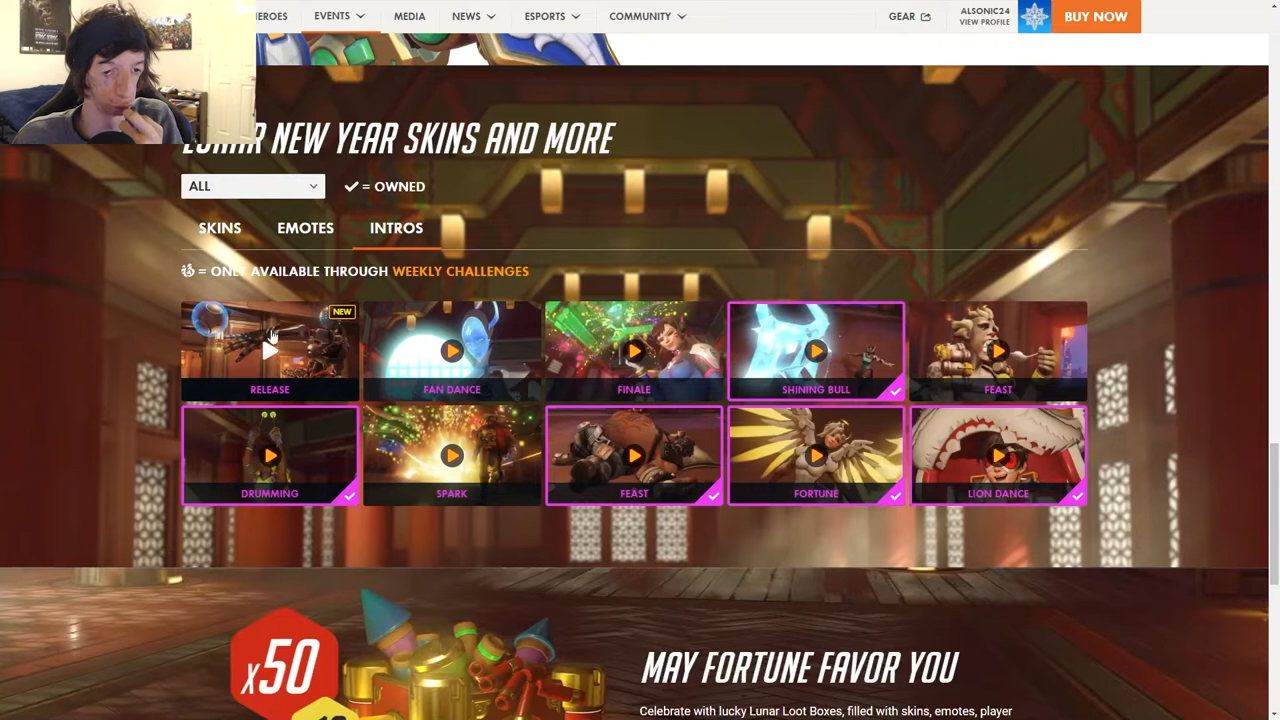 HEROES EVENTS MEDIA NEWS ESPORTS COMMUNITY GEAR ALSONIC24 BUY NOW
VIEW PROFILE
NEW YEAR SKINS AND MORE
ALL = OWNED
SKINS EMOTES INTROS
= ONLY AVAILABLE THROUGH WEEKLY CHALLENGES
NEW
RELEASE FAN DANCE FINALE SHINING BULL FEAST
DRUMMING SPARK FEAST FORTUNE LION DANCE
x50
MAY FORTUNE FAVOR YOU
Celebrate with lucky Lunar Loot Boxes, filled with skins, emotes, player